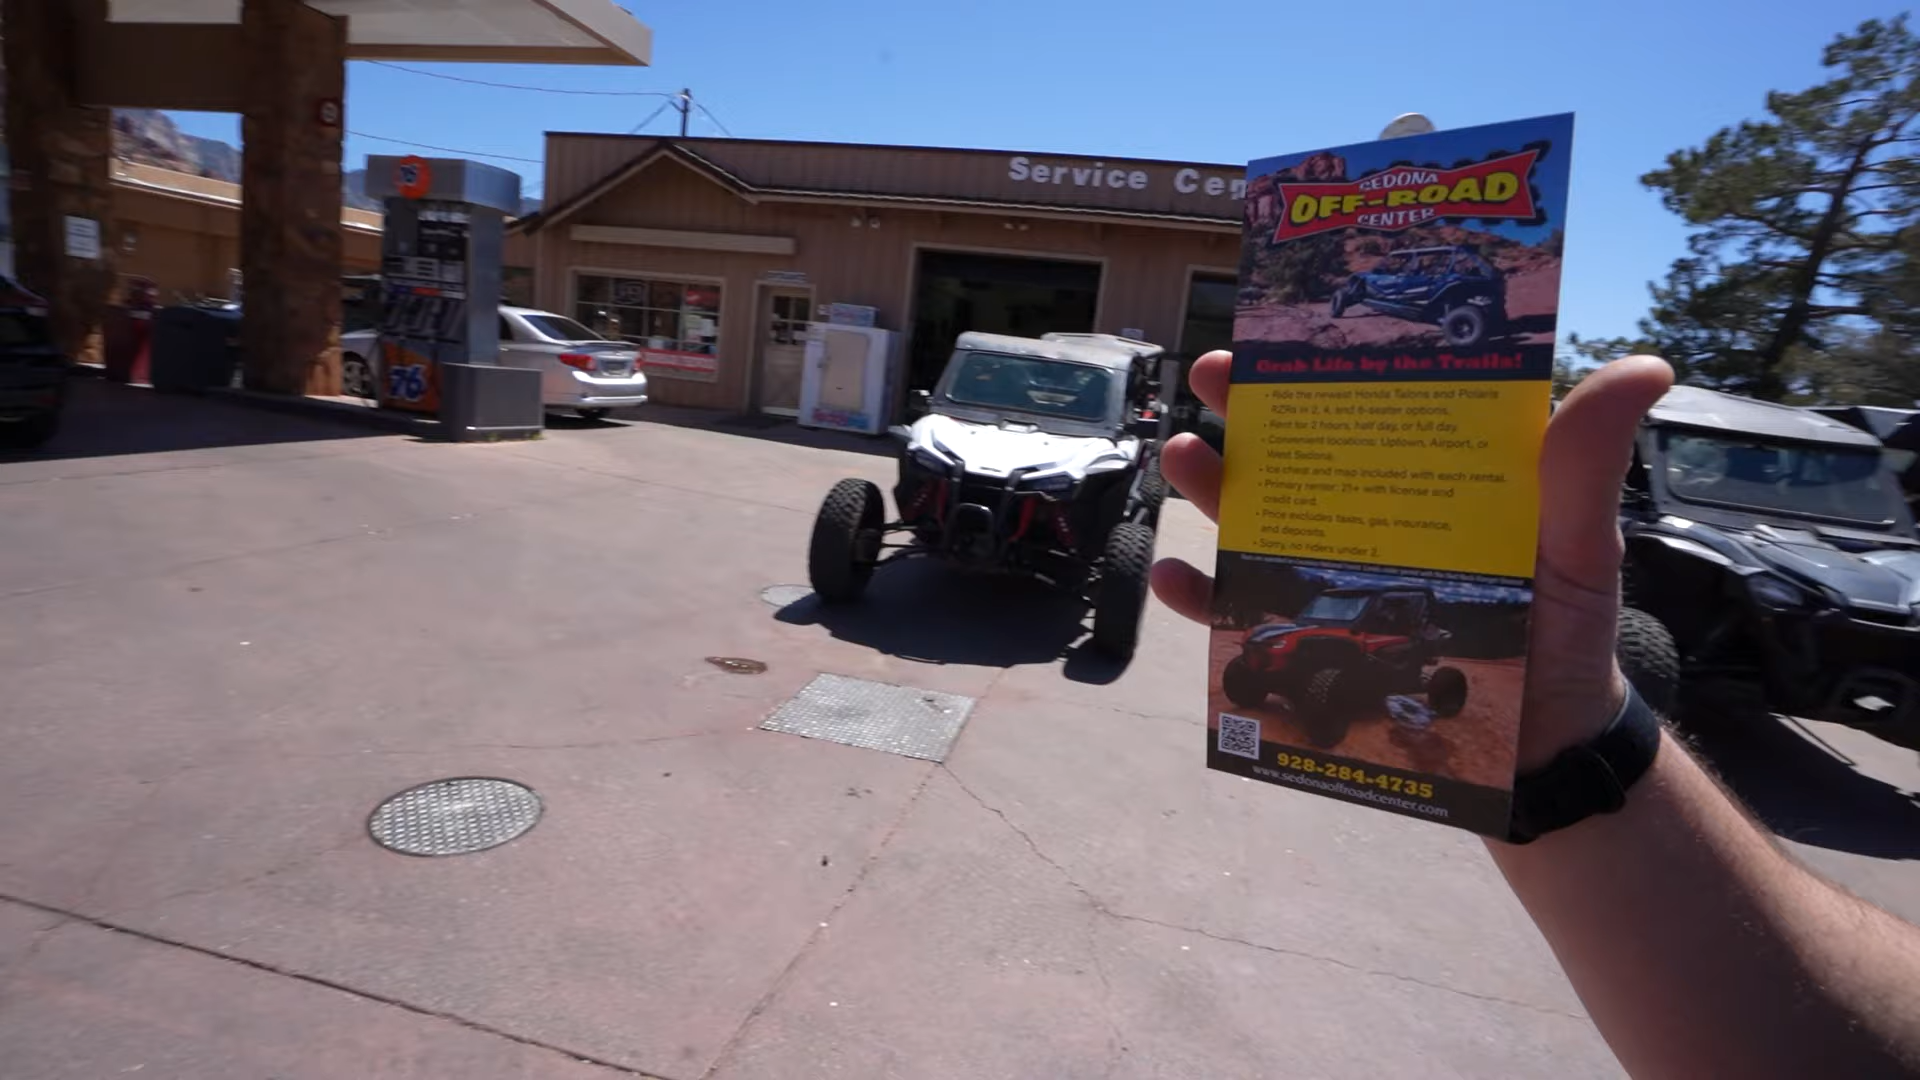 76
Service Cen
SEDONA
OFF-ROAD
CENTER
Grab Life by the Trails!
• Ride the newest Honda Talons and Polaris
RZRs in 2, 4, and 6-seater options.
• Rent for 2 hours, half day, or full day.
• Convenient locations: Uptown, Airport, or
West Sedona.
• Ice chest and map included with each rental.
• Primary renter: 21+ with license and
credit card.
• Price excludes taxes, gas, insurance,
and deposits.
• Sorry, no riders under 2.
76
928-284-4735
www.sedonaoffroadcenter.com